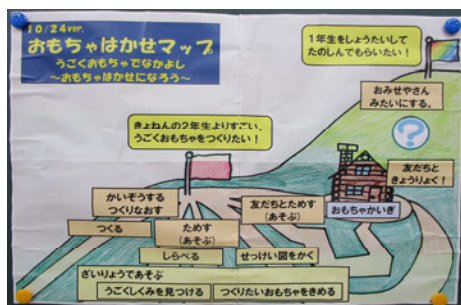 10/24ver.
おもちゃはかせマップ
うごくおもちゃでなかよし
～おもちゃはかせになろう～
1年生をしょうたいして
たのしんでもらいたい！
おみせやさん
みたいにする。
?
きょねんの2年生よりすごい、
うごくおもちゃをつくりたい！
友だちと
きょうりょく！
おもちゃかいぎ
かいぞうする
つくりなおす
友だちとためす
(あそぶ)
つくる
ためす
(あそぶ)
しらべる
せっけい図をかく
ざいりょうであそぶ
うごくしくみを見つける
つくりたいおもちゃをきめる